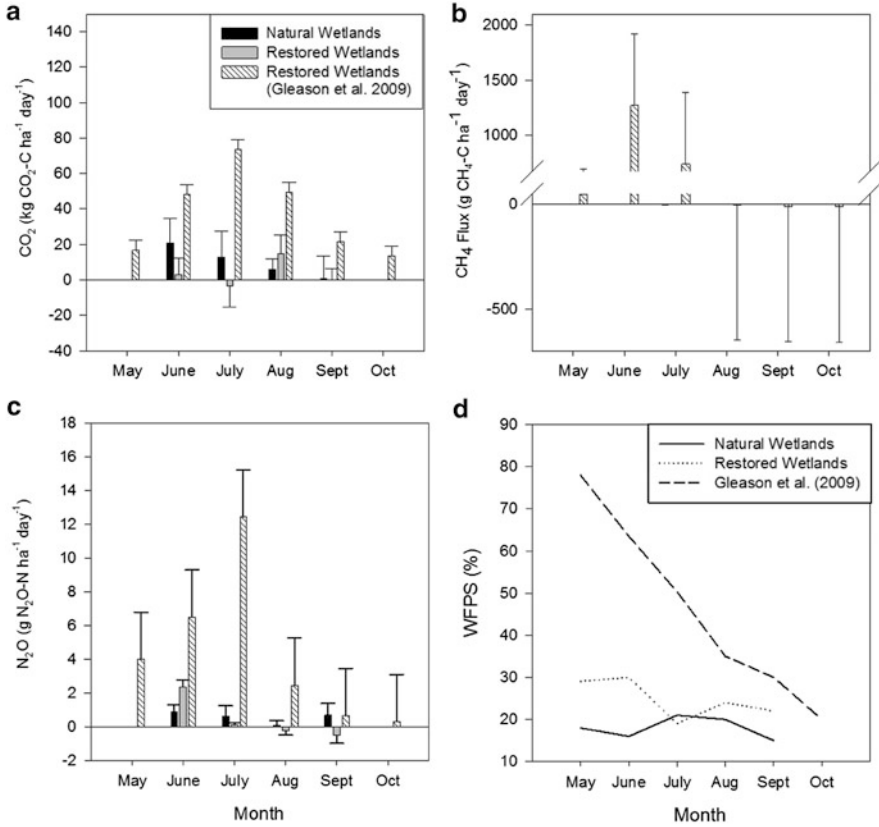 a
140
120
100
80
60
40
20
0
-20
-40
CO₂ (kg CO₂-C ha⁻¹ day⁻¹)
Natural Wetlands
Restored Wetlands
Restored Wetlands
(Gleason et al. 2009)
May June July Aug Sept Oct
b
2000
1500
1000
0
-500
CH₄ Flux (g CH₄-C ha⁻¹ day⁻¹)
May June July Aug Sept Oct
c
18
16
14
12
10
8
6
4
2
0
-2
N₂O (g N₂O-N ha⁻¹ day⁻¹)
May June July Aug Sept Oct
Month
d
90
80
70
60
50
40
30
20
10
WFPS (%)
Natural Wetlands
Restored Wetlands
Gleason et al. (2009)
May June July Aug Sept Oct
Month